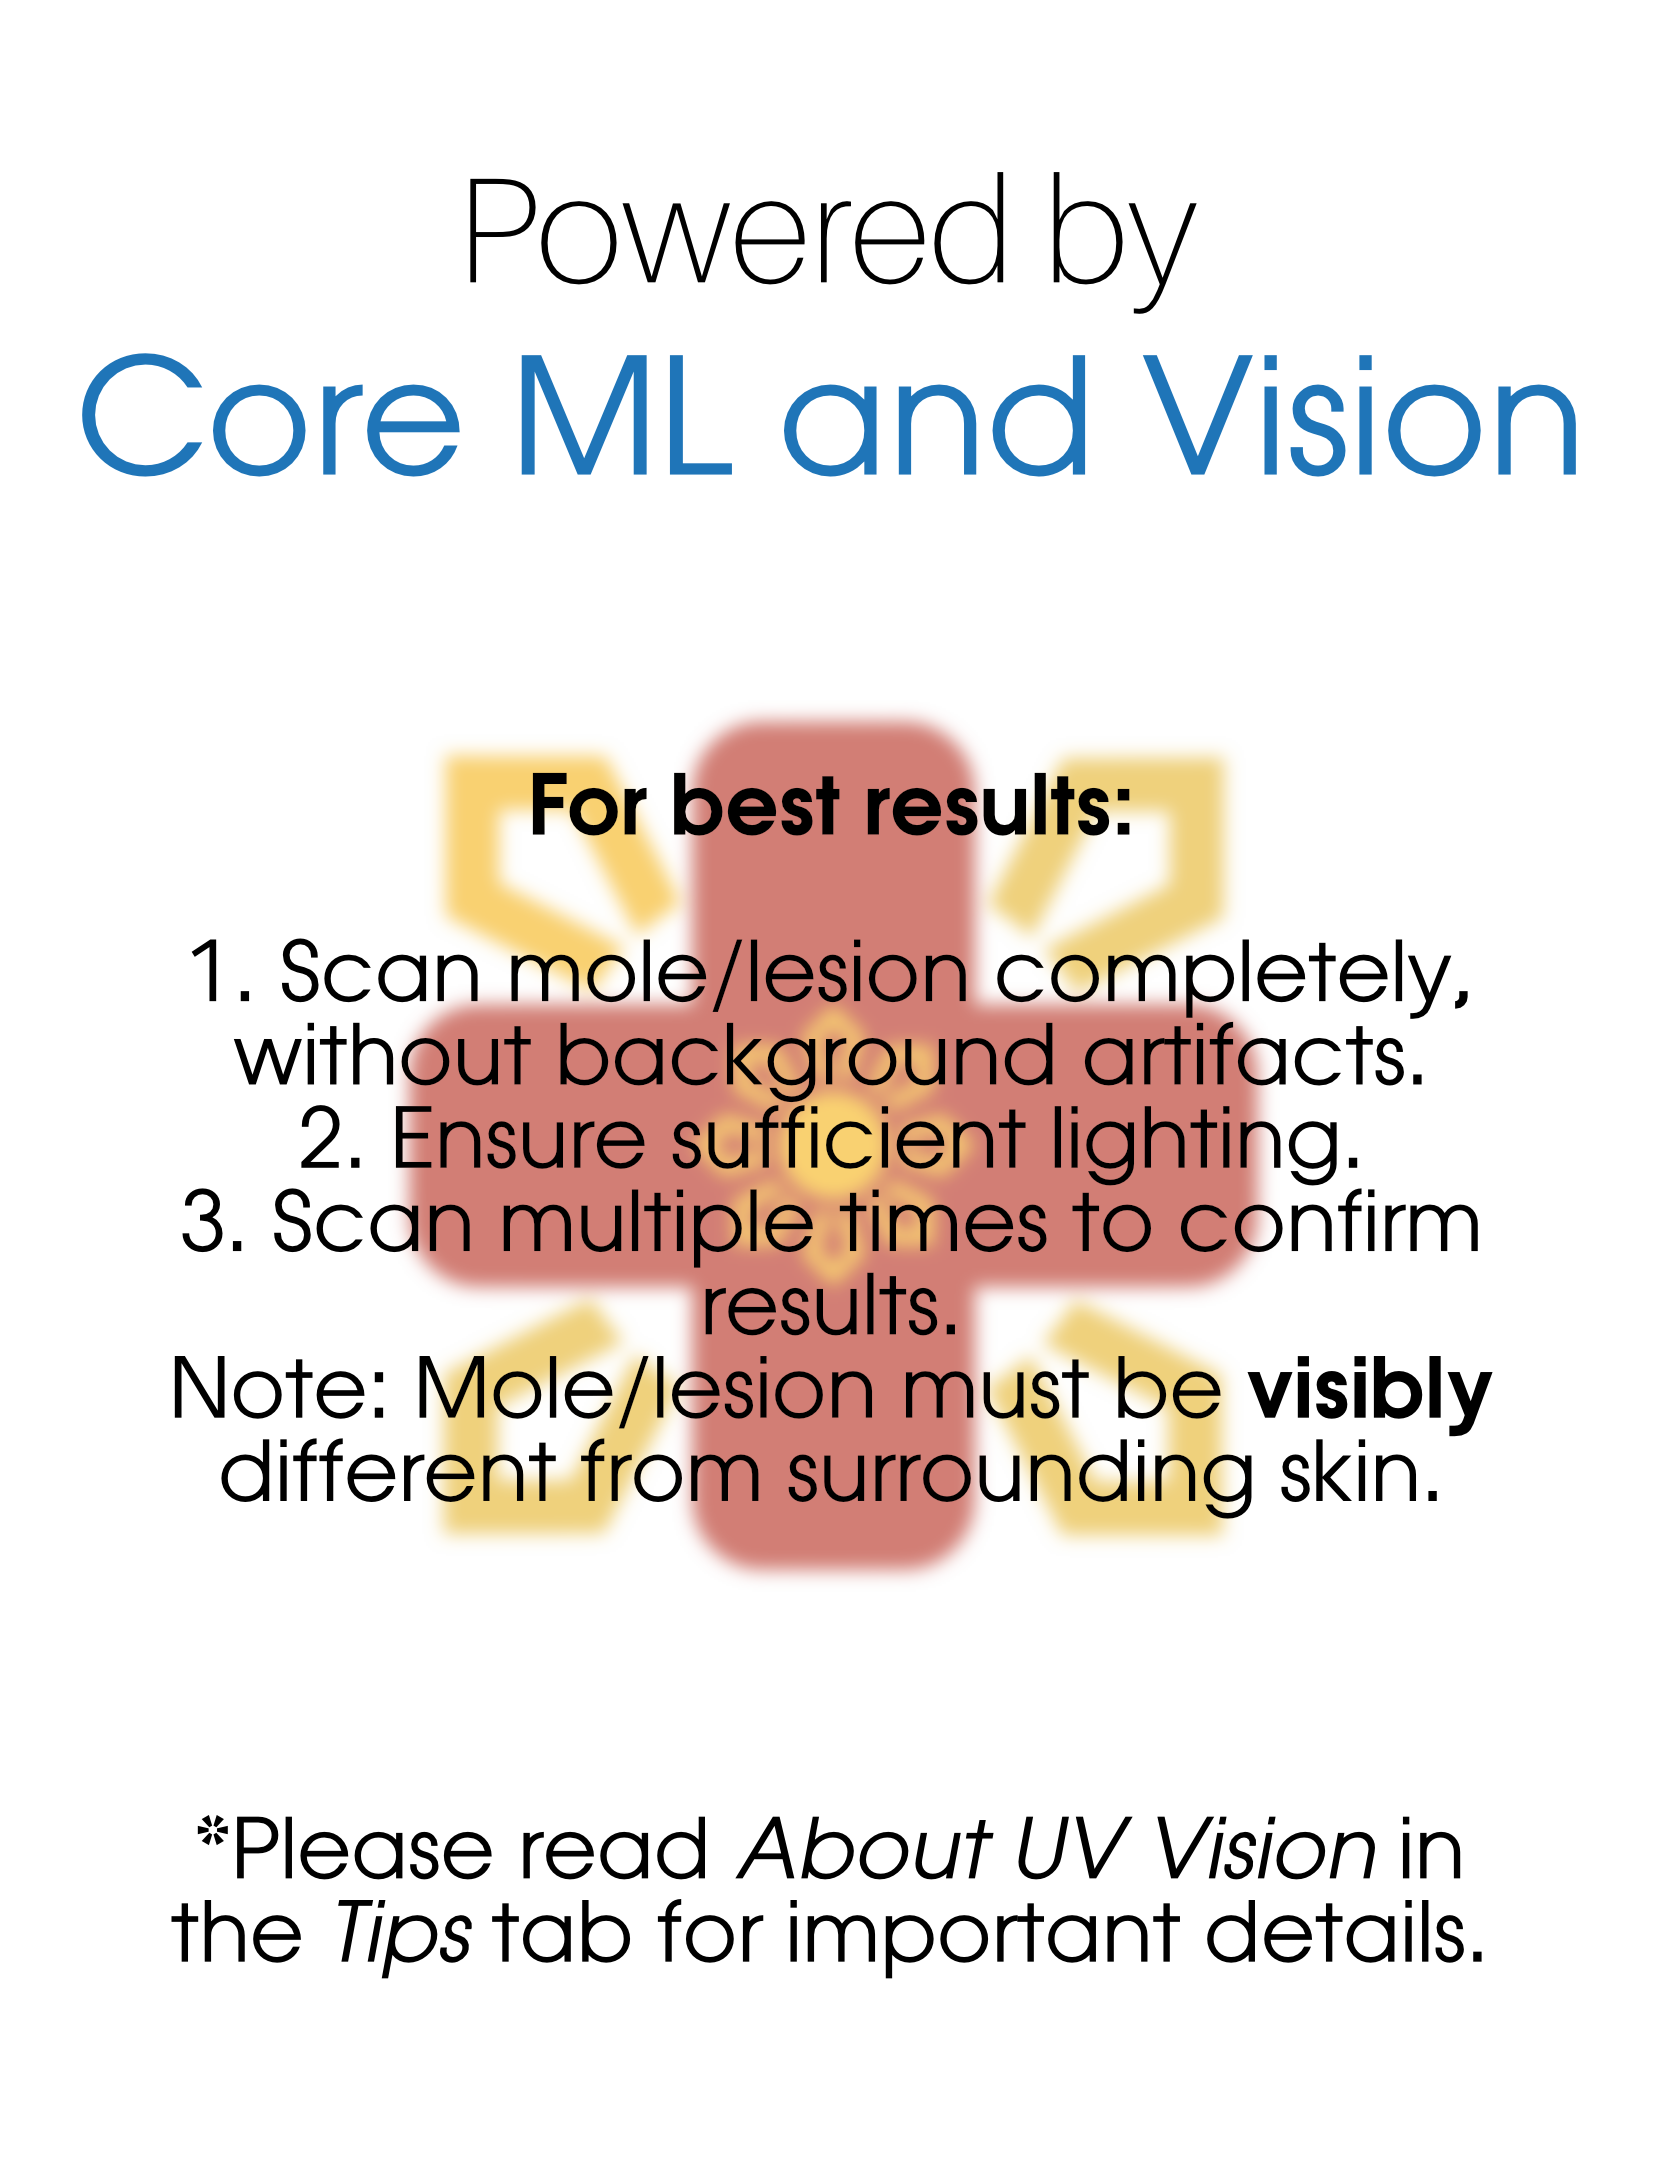 Powered by
Core ML and Vision
For best results:
1. Scan mole/lesion completely,
without background artifacts.
2. Ensure sufficient lighting.
3. Scan multiple times to confirm
results.
Note: Mole/lesion must be visibly
different from surrounding skin.
*Please read About UV Vision in
the Tips tab for important details.